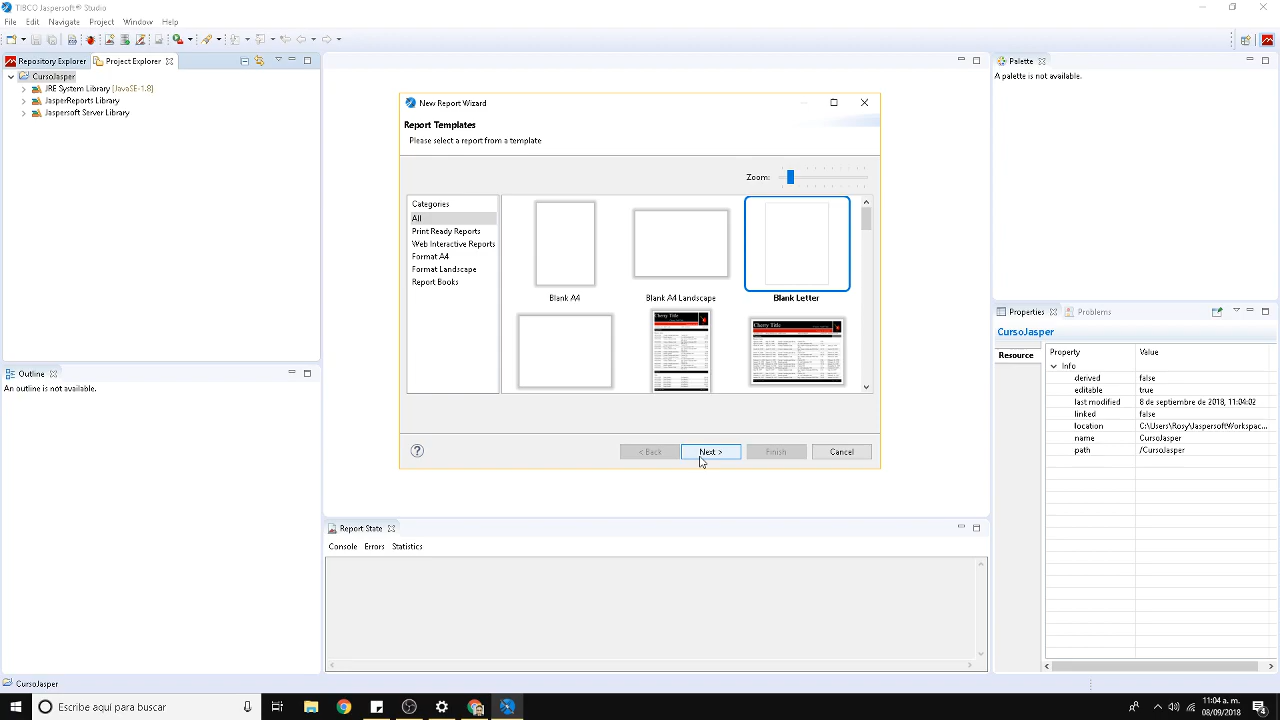 TIBCO Jaspersoft® Studio
File Edit Navigate Project Window Help
Repository Explorer Project Explorer
CursoJasper
JRE System Library [JavaSE-1.8]
JasperReports Library
Jaspersoft Server Library
Outline
An outline is not available.
New Report Wizard
Report Templates
Please select a report from a template
Zoom:
Categories
All
Print Ready Reports
Web Interactive Reports
Format A4
Format Landscape
Report Books
Blank A4
Blank A4 Landscape
Blank Letter
Cherry Title
Cherry Title
< Back Next > Finish Cancel
Report State
Console Errors Statistics
Palette
A palette is not available.
Properties Problems
CursoJasper
Resource
Property Value
Info
derived false
editable true
last modified 8 de septiembre de 2018, 11:04:02
linked false
location C:\Users\Rosy\JaspersoftWorkspac...
name CursoJasper
path /CursoJasper
CursoJasper
Escribe aquí para buscar
11:04 a. m.
08/09/2018
4